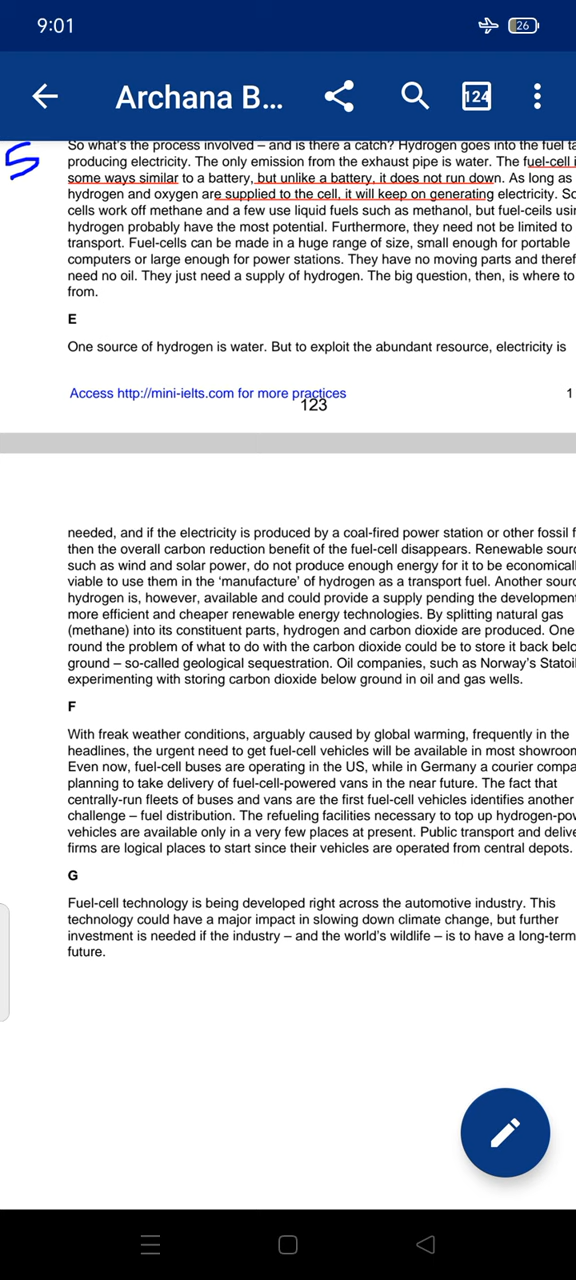 9:01
26
Archana B...
124
5
So what's the process involved – and is there a catch? Hydrogen goes into the fuel ta
producing electricity. The only emission from the exhaust pipe is water. The fuel-cell i
some ways similar to a battery, but unlike a battery, it does not run down. As long as
hydrogen and oxygen are supplied to the cell, it will keep on generating electricity. So
cells work off methane and a few use liquid fuels such as methanol, but fuel-ceils usin
hydrogen probably have the most potential. Furthermore, they need not be limited to
transport. Fuel-cells can be made in a huge range of size, small enough for portable
computers or large enough for power stations. They have no moving parts and theref
need no oil. They just need a supply of hydrogen. The big question, then, is where to
from.
E
One source of hydrogen is water. But to exploit the abundant resource, electricity is
Access http://mini-ielts.com for more practices
1
123
needed, and if the electricity is produced by a coal-fired power station or other fossil f
then the overall carbon reduction benefit of the fuel-cell disappears. Renewable sourc
such as wind and solar power, do not produce enough energy for it to be economical
viable to use them in the 'manufacture' of hydrogen as a transport fuel. Another sourc
hydrogen is, however, available and could provide a supply pending the development
more efficient and cheaper renewable energy technologies. By splitting natural gas
(methane) into its constituent parts, hydrogen and carbon dioxide are produced. One
round the problem of what to do with the carbon dioxide could be to store it back belo
ground – so-called geological sequestration. Oil companies, such as Norway's Statoil
experimenting with storing carbon dioxide below ground in oil and gas wells.
F
With freak weather conditions, arguably caused by global warming, frequently in the
headlines, the urgent need to get fuel-cell vehicles will be available in most showroon
Even now, fuel-cell buses are operating in the US, while in Germany a courier compa
planning to take delivery of fuel-cell-powered vans in the near future. The fact that
centrally-run fleets of buses and vans are the first fuel-cell vehicles identifies another
challenge – fuel distribution. The refueling facilities necessary to top up hydrogen-pov
vehicles are available only in a very few places at present. Public transport and delive
firms are logical places to start since their vehicles are operated from central depots.
G
Fuel-cell technology is being developed right across the automotive industry. This
technology could have a major impact in slowing down climate change, but further
investment is needed if the industry – and the world's wildlife – is to have a long-term
future.